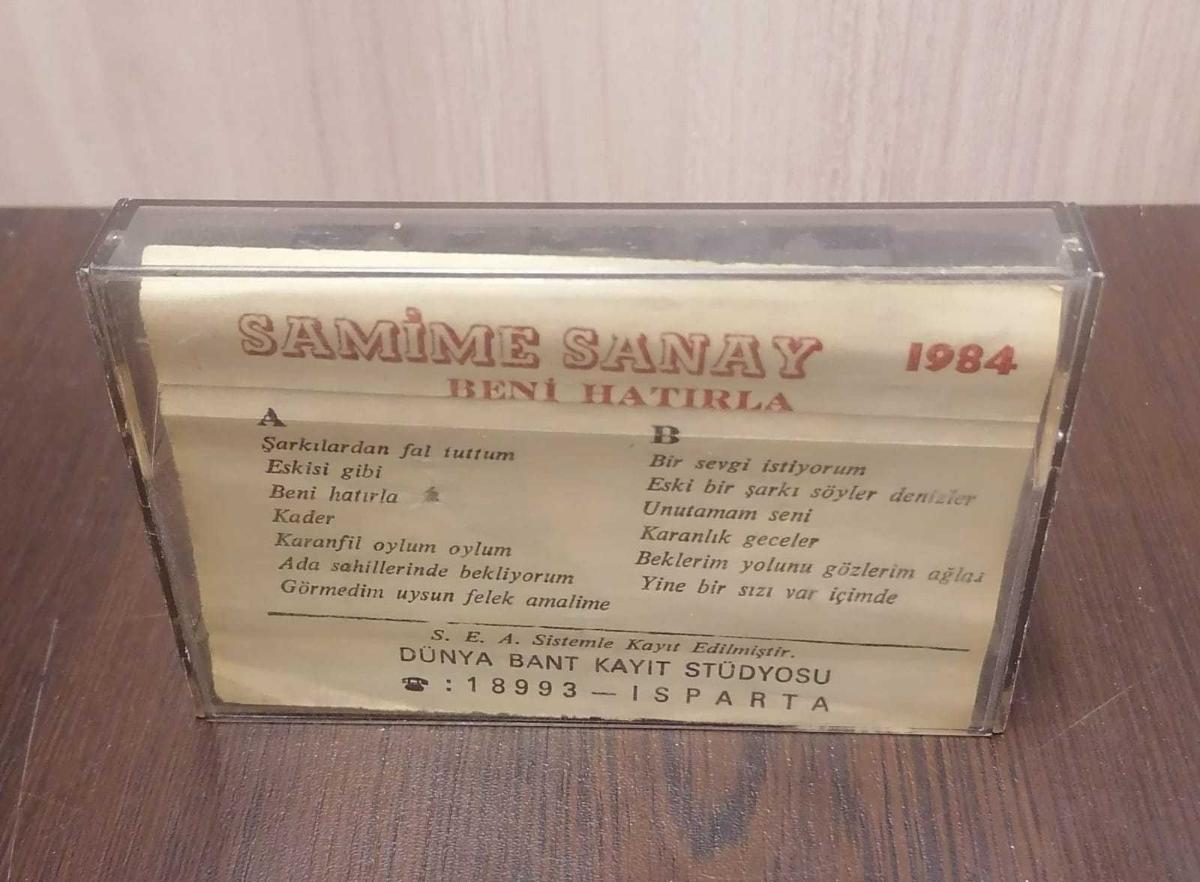 SAMİME SANAY 1984
BENİ HATIRLA
A
Şarkılardan fal tuttum
Eskisi gibi
Beni hatırla
Kader
Karanfil oylum oylum
Ada sahillerinde bekliyorum
Görmedim uysun felek amalime
B
Bir sevgi istiyorum
Eski bir şarkı söyler denizler
Unutamam seni
Karanlık geceler
Beklerim yolunu gözlerim ağlaı
Yine bir sızı var içimde
S. E. A. Sistemle Kayıt Edilmiştir.
DÜNYA BANT KAYIT STÜDYOSU
☎ : 18993 — ISPARTA